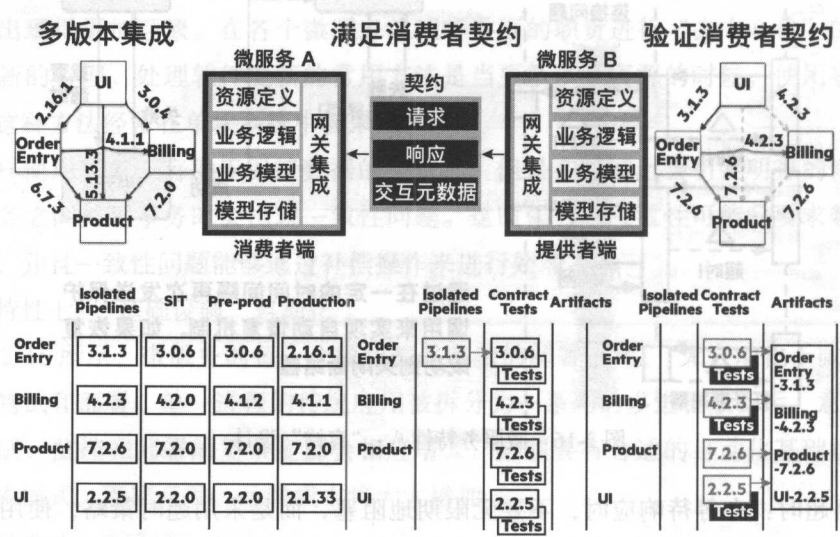 多版本集成
满足消费者契约
验证消费者契约
UI
2.16.1
3.0.6
Order
Entry
4.1.1
Billing
5.13.3
6.7.3
7.2.0
Product
微服务 A
资源定义
业务逻辑
业务模型
模型存储
网关集成
消费者端
契约
请求
响应
交互元数据
微服务 B
网关集成
资源定义
业务逻辑
业务模型
模型存储
提供者端
UI
3.1.3
4.2.3
Order
Entry
4.2.3
Billing
7.2.6
7.2.6
7.2.6
Product
Isolated
Pipelines
SIT
Pre-prod
Production
Order
Entry
3.1.3
3.0.6
3.0.6
2.16.1
Billing
4.2.3
4.2.0
4.1.2
4.1.1
Product
7.2.6
7.2.0
7.2.0
7.2.0
UI
2.2.5
2.2.0
2.2.0
2.1.33
Isolated
Pipelines
Contract
Tests
Artifacts
Order
Entry
3.1.3
3.0.6
Tests
Billing
4.2.3
Tests
Product
7.2.6
Tests
UI
2.2.5
Tests
Isolated
Pipelines
Contract
Tests
Artifacts
Order
Entry
3.0.6
Tests
Order
Entry
-3.1.3
Billing
4.2.3
Tests
Billing
-4.2.3
Product
7.2.6
Tests
Product
-7.2.6
UI
2.2.5
Tests
UI-2.2.5